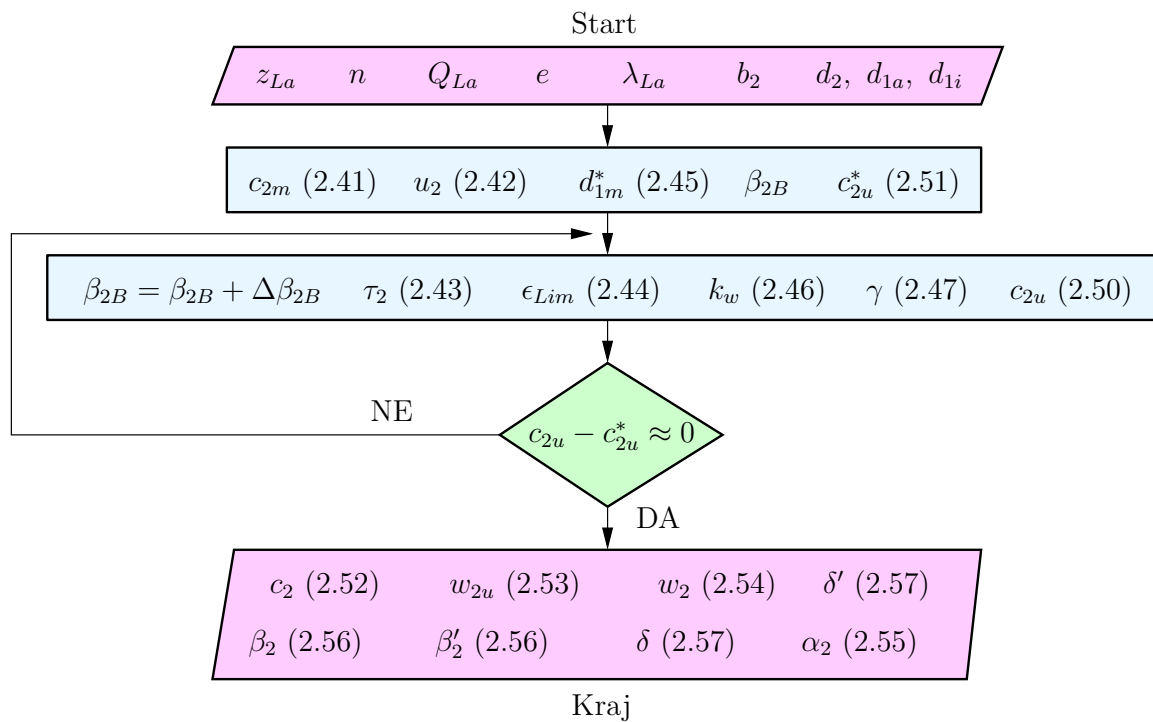 Start
z_{La} n Q_{La} e λ_{La} b_2 d_2, d_{1a}, d_{1i}
c_{2m} (2.41) u_2 (2.42) d^*_{1m} (2.45) β_{2B} c^*_{2u} (2.51)
β_{2B} = β_{2B} + Δβ_{2B} τ_2 (2.43) ϵ_{Lim} (2.44) k_w (2.46) γ (2.47) c_{2u} (2.50)
NE
c_{2u} − c^*_{2u} ≈ 0
DA
c_2 (2.52) w_{2u} (2.53) w_2 (2.54) δ' (2.57)
β_2 (2.56) β'_2 (2.56) δ (2.57) α_2 (2.55)
Kraj